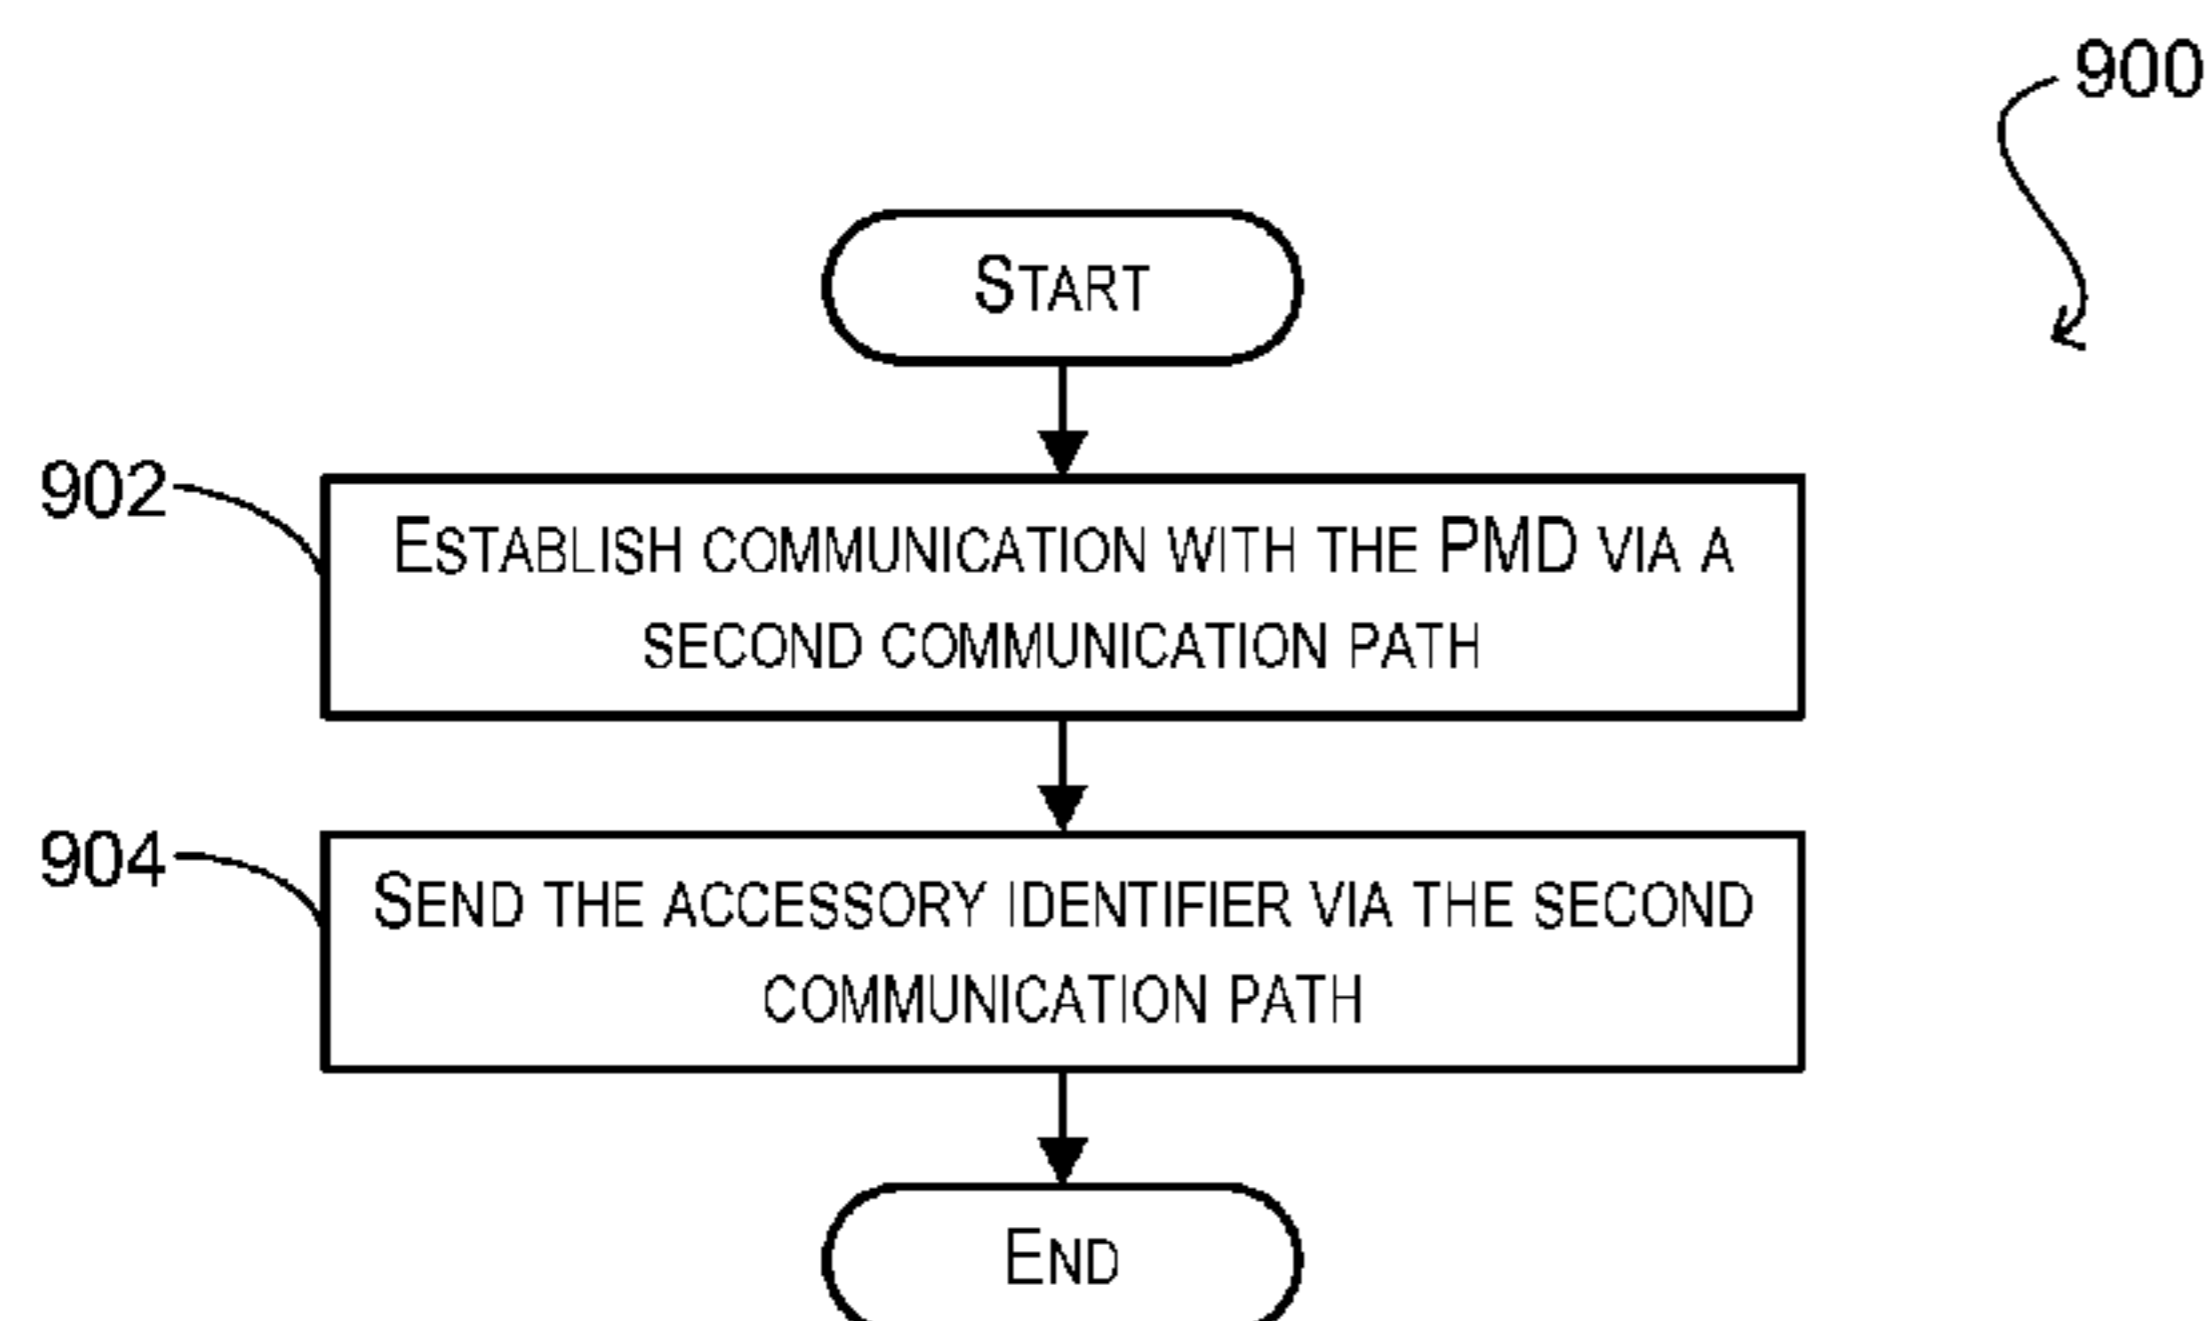 900
START
902
ESTABLISH COMMUNICATION WITH THE PMD VIA A
SECOND COMMUNICATION PATH
904
SEND THE ACCESSORY IDENTIFIER VIA THE SECOND
COMMUNICATION PATH
END